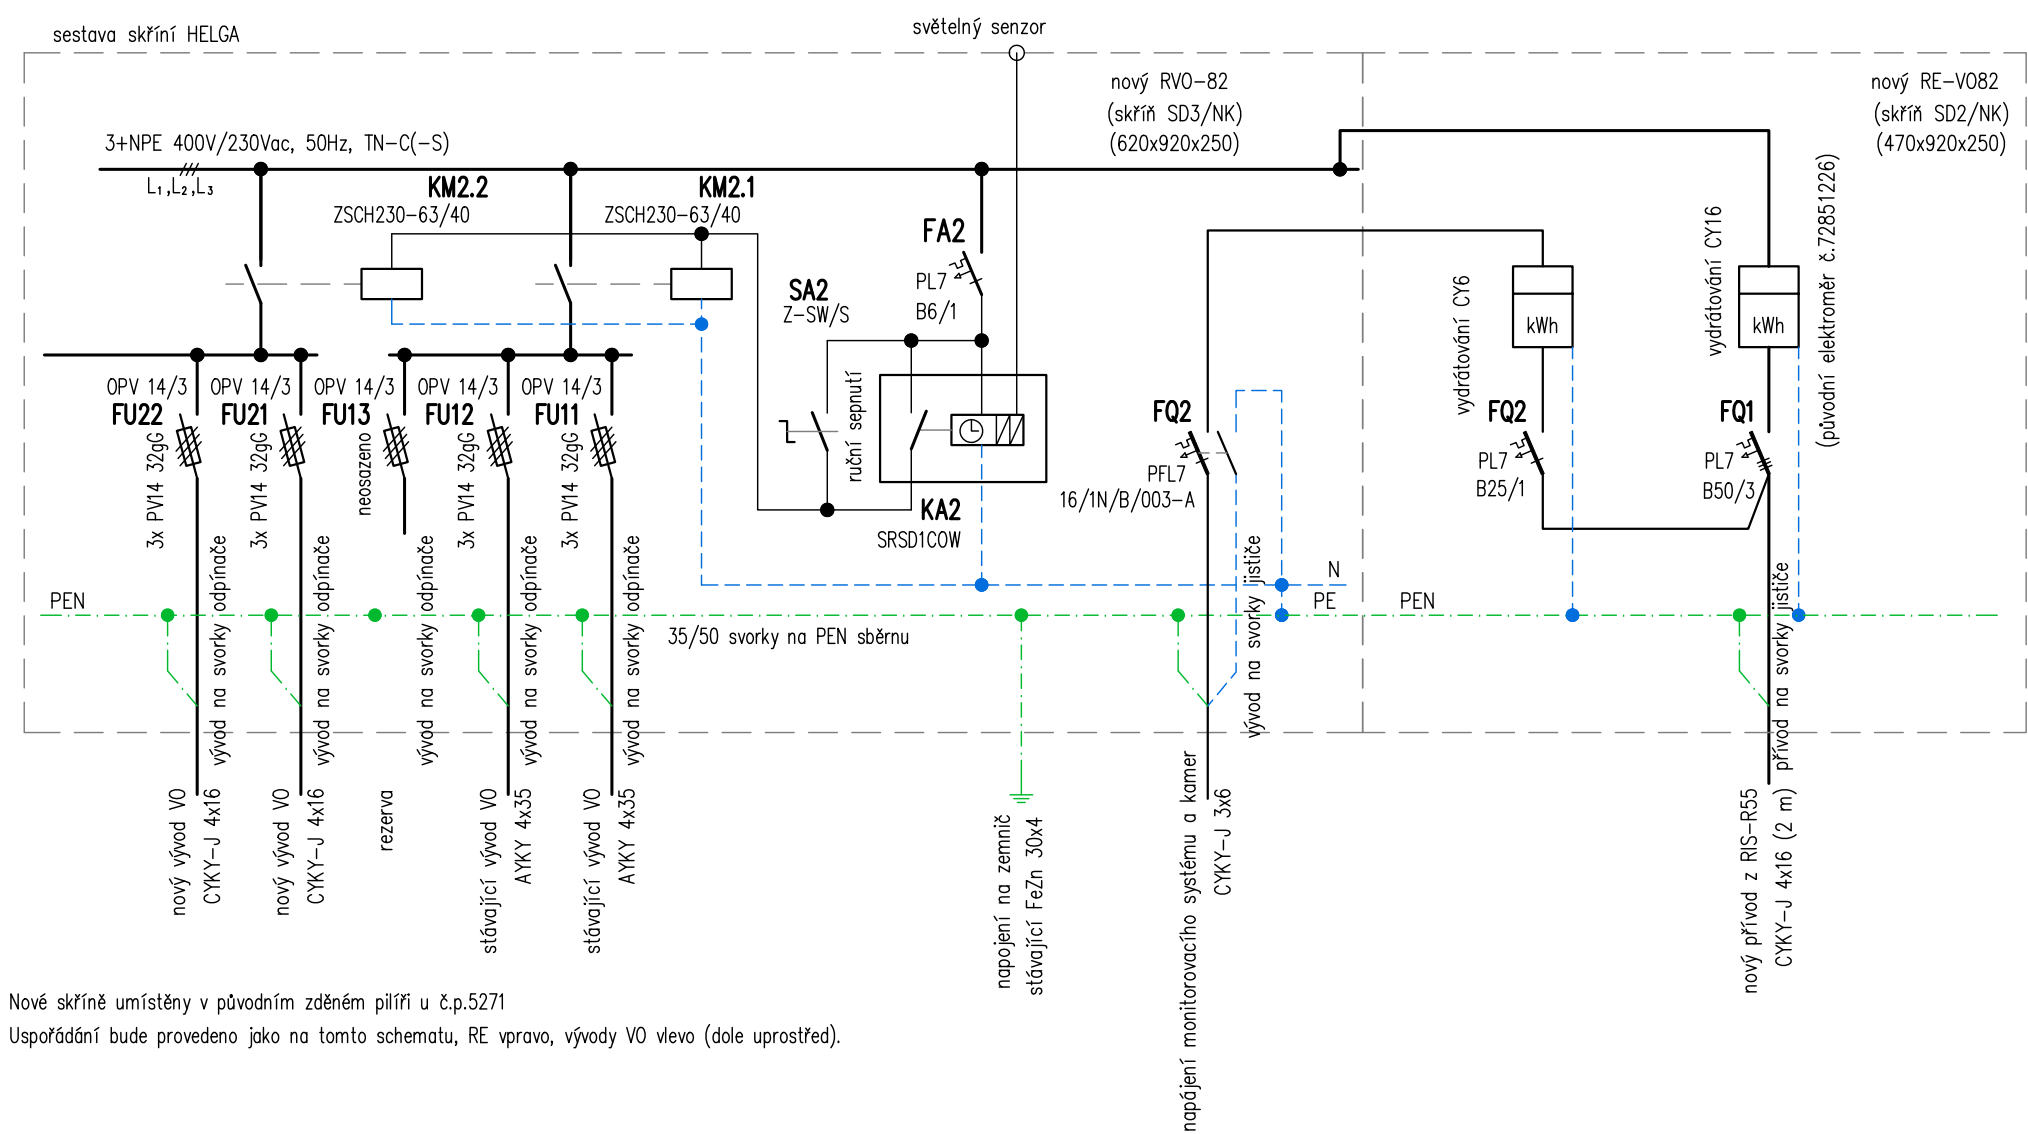 sestava skříní HELGA
světelný senzor
nový RVO-82
(skříň SD3/NK)
(620x920x250)
nový RE-VO82
(skříň SD2/NK)
(470x920x250)
3+NPE 400V/230Vac, 50Hz, TN-C(-S)
L1,L2,L3
KM2.2
ZSCH230-63/40
KM2.1
ZSCH230-63/40
FA2
PL7
B6/1
SA2
Z-SW/S
ruční sepnutí
KA2
SRSD1COW
vydrátování CY6
kWh
vydrátování CY16
kWh
(původní elektroměr č.72851226)
OPV 14/3
FU22
3x PV14 32gG
OPV 14/3
FU21
3x PV14 32gG
OPV 14/3
FU13
neosazeno
OPV 14/3
FU12
3x PV14 32gG
OPV 14/3
FU11
3x PV14 32gG
FQ2
PFL7
16/1N/B/003-A
FQ2
PL7
B25/1
FQ1
PL7
B50/3
vývod na svorky odpínače
vývod na svorky odpínače
vývod na svorky odpínače
vývod na svorky odpínače
vývod na svorky odpínače
vývod na svorky jističe
přívod na svorky jističe
N
PEN
PE
PEN
35/50 svorky na PEN sběrnu
nový vývod VO
CYKY-J 4x16
nový vývod VO
CYKY-J 4x16
rezerva
stávající vývod VO
AYKY 4x35
stávající vývod VO
AYKY 4x35
napojení na zemnič
stávající FeZn 30x4
napájení monitorovacího systému a kamer
CYKY-J 3x6
nový přívod z RIS-R55
CYKY-J 4x16 (2 m)
Nové skříně umístěny v původním zděném pilíři u č.p.5271
Uspořádání bude provedeno jako na tomto schematu, RE vpravo, vývody VO vlevo (dole uprostřed).